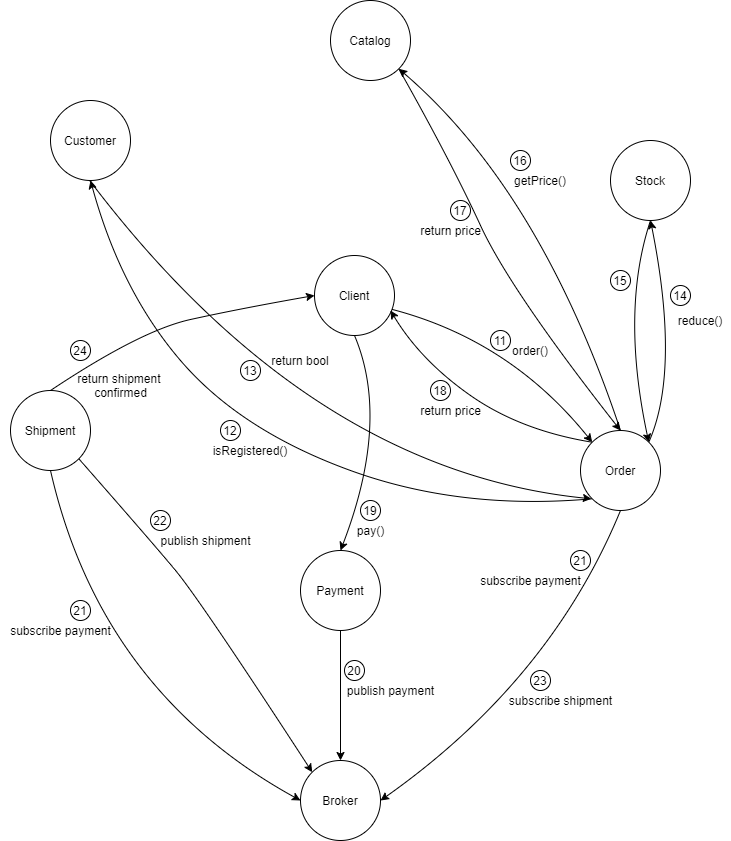 Catalog
Customer
16
getPrice()
Stock
17
return price
15
14
reduce()
Client
11
order()
24
return shipment
confirmed
13
return bool
18
return price
Shipment
12
isRegistered()
Order
22
publish shipment
19
pay()
21
subscribe payment
Payment
21
subscribe payment
20
publish payment
23
subscribe shipment
Broker